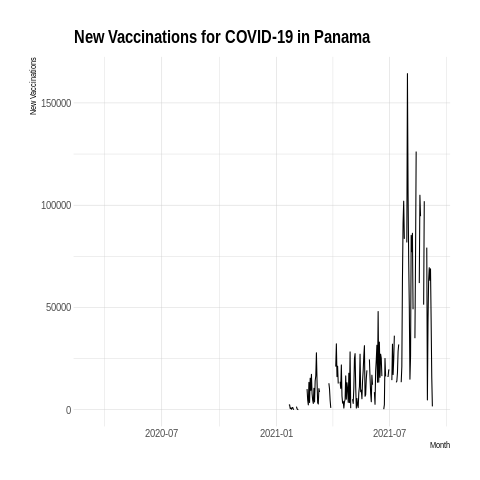 New Vaccinations for COVID-19 in Panama
New Vaccinations
150000
100000
50000
0
2020-07
2021-01
2021-07
Month